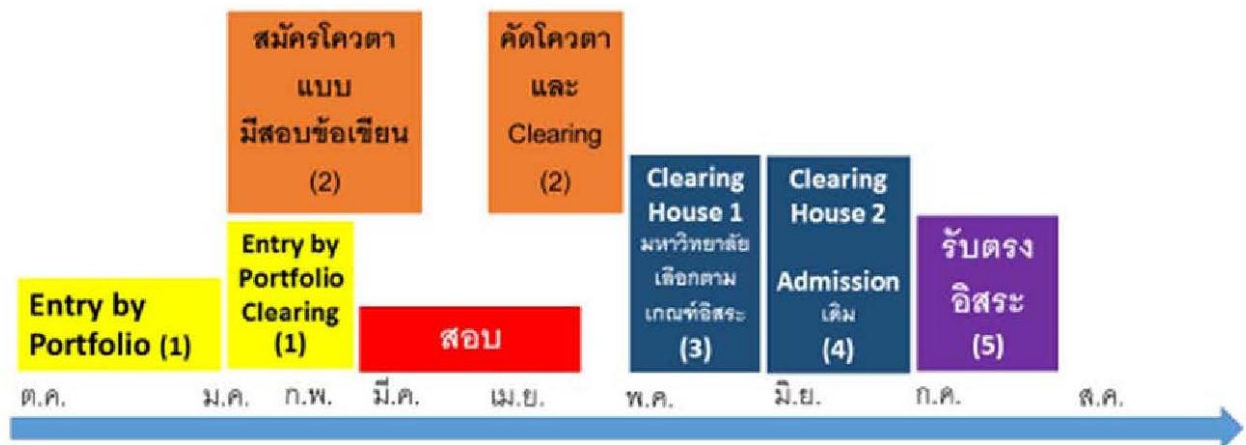 สมัครโควตา
แบบ
มีสอบข้อเขียน
(2)
คัดโควตา
และ
Clearing
(2)
Entry by
Portfolio (1)
Entry by
Portfolio
Clearing
(1)
สอบ
Clearing
House 1
มหาวิทยาลัย
เลือกตาม
เกณฑ์อิสระ
(3)
Clearing
House 2
Admission
เดิม
(4)
รับตรง
อิสระ
(5)
ต.ค. ม.ค. ก.พ. มี.ค. เม.ย. พ.ค. มิ.ย. ก.ค. ส.ค.